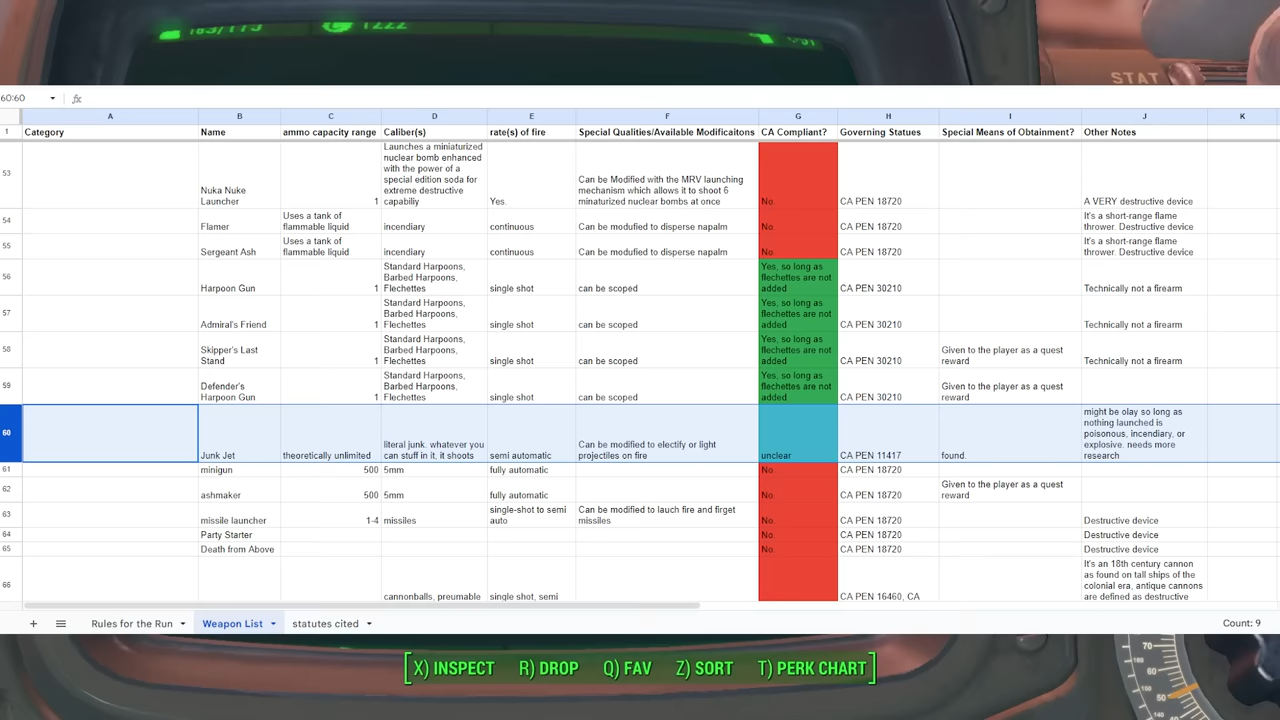 STAT
60:60
fx
A B C D E F G H I J K
1 Category Name ammo capacity range Caliber(s) rate(s) of fire Special Qualities/Available Modificaitons CA Compliant? Governing Statues Special Means of Obtainment? Other Notes
53
Nuka Nuke
Launcher
1
Launches a miniaturized
nuclear bomb enhanced
with the power of a
special edition soda for
extreme destructive
capabiliy
Yes.
Can be Modified with the MRV launching
mechanism which allows it to shoot 6
minaturized nuclear bombs at once
No.
CA PEN 18720
A VERY destructive device
54
Flamer
Uses a tank of
flammable liquid
incendiary
continuous
Can be modufied to disperse napalm
No.
CA PEN 18720
It's a short-range flame
thrower. Destructive device
55
Sergeant Ash
Uses a tank of
flammable liquid
incendiary
continuous
Can be modufied to disperse napalm
No.
CA PEN 18720
It's a short-range flame
thrower. Destructive device
56
Harpoon Gun
1
Standard Harpoons,
Barbed Harpoons,
Flechettes
single shot
can be scoped
Yes, so long as
flechettes are not
added
CA PEN 30210
Technically not a firearm
57
Admiral's Friend
1
Standard Harpoons,
Barbed Harpoons,
Flechettes
single shot
can be scoped
Yes, so long as
flechettes are not
added
CA PEN 30210
Technically not a firearm
58
Skipper's Last
Stand
1
Standard Harpoons,
Barbed Harpoons,
Flechettes
single shot
can be scoped
Yes, so long as
flechettes are not
added
CA PEN 30210
Given to the player as a quest
reward
Technically not a firearm
59
Defender's
Harpoon Gun
1
Standard Harpoons,
Barbed Harpoons,
Flechettes
single shot
can be scoped
Yes, so long as
flechettes are not
added
CA PEN 30210
Given to the player as a quest
reward
60
Junk Jet
theoretically unlimited
literal junk. whatever you
can stuff in it, it shoots
semi automatic
Can be modified to electify or light
projectiles on fire
unclear
CA PEN 11417
found.
might be olay so long as
nothing launched is
poisonous, incendiary, or
explosive. needs more
research
61 minigun 500 5mm fully automatic No. CA PEN 18720
62 ashmaker 500 5mm fully automatic No. CA PEN 18720
Given to the player as a quest
reward
63
missile launcher
1-4
missiles
single-shot to semi
auto
Can be modified to lauch fire and firget
missiles
No.
CA PEN 18720
Destructive device
64 Party Starter No. CA PEN 18720 Destructive device
65 Death from Above No. CA PEN 18720 Destructive device
66
cannonballs, preumable
single shot, semi
CA PEN 16460, CA
It's an 18th century cannon
as found on tall ships of the
colonial era, antique cannons
are defined as destructive
Rules for the Run Weapon List statutes cited Count: 9
[X) INSPECT R) DROP Q) FAV Z) SORT T) PERK CHART]
70
60
50
40